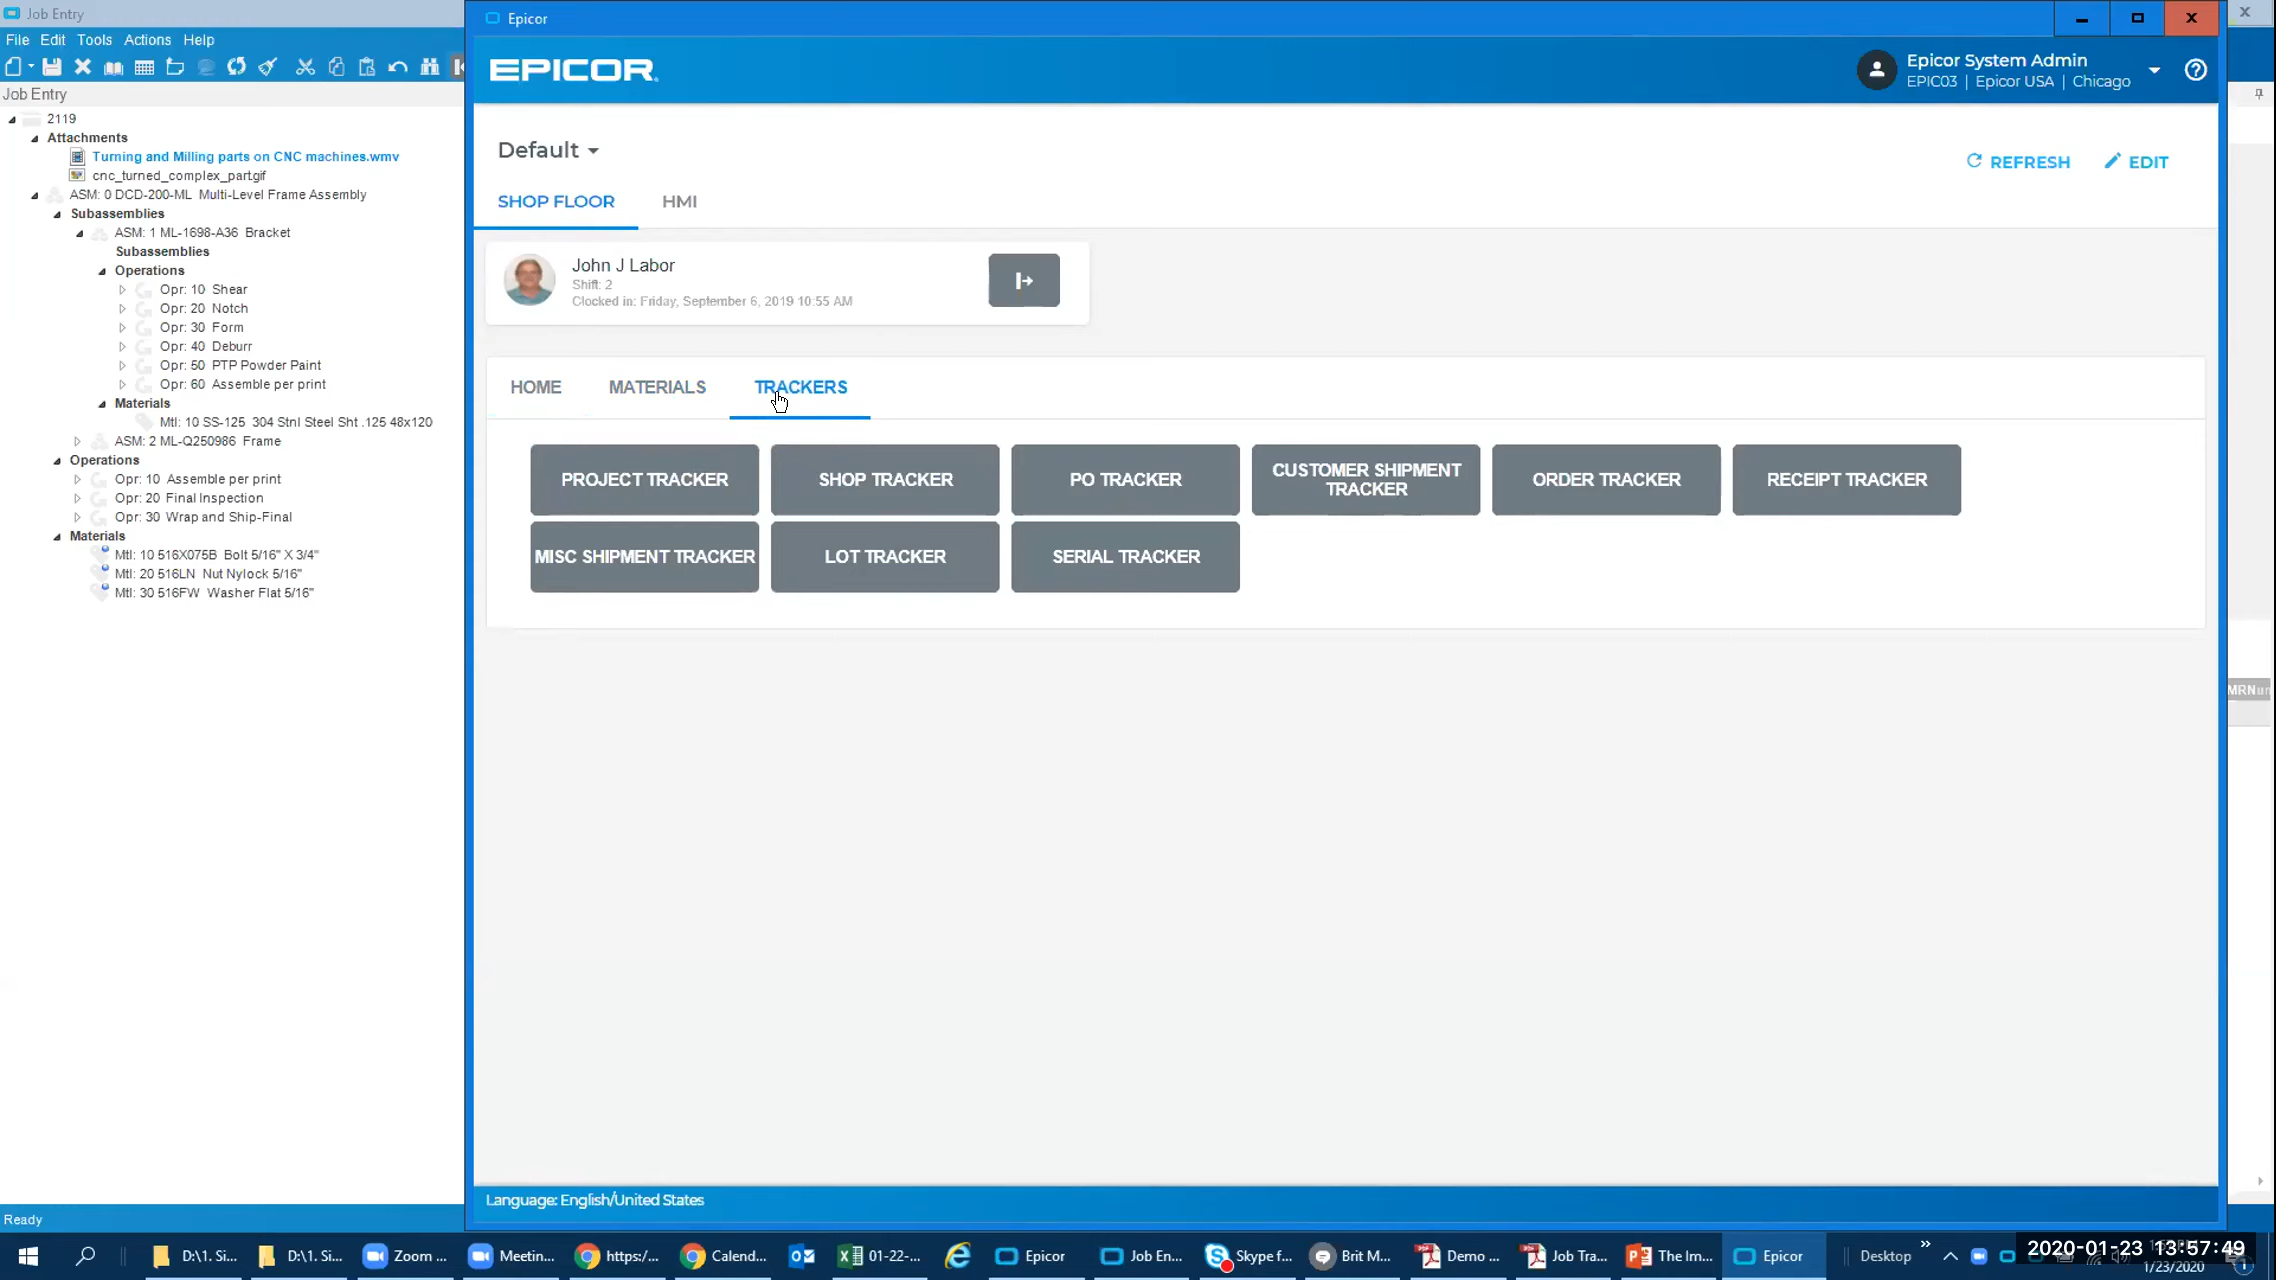 Job Entry
File Edit Tools Actions Help
Job Entry
2119
Attachments
Turning and Milling parts on CNC machines.wmv
cnc_turned_complex_part.gif
ASM: 0 DCD-200-ML Multi-Level Frame Assembly
Subassemblies
ASM: 1 ML-1698-A36 Bracket
Subassemblies
Operations
Opr: 10 Shear
Opr: 20 Notch
Opr: 30 Form
Opr: 40 Deburr
Opr: 50 PTP Powder Paint
Opr: 60 Assemble per print
Materials
Mtl: 10 SS-125 304 Stnl Steel Sht .125 48x120
ASM: 2 ML-Q250986 Frame
Operations
Opr: 10 Assemble per print
Opr: 20 Final Inspection
Opr: 30 Wrap and Ship-Final
Materials
Mtl: 10 516X075B Bolt 5/16" X 3/4"
Mtl: 20 516LN Nut Nylock 5/16"
Mtl: 30 516FW Washer Flat 5/16"
Ready
Epicor
EPICOR
Epicor System Admin
EPIC03 | Epicor USA | Chicago
Default
REFRESH EDIT
SHOP FLOOR HMI
John J Labor
Shift: 2
Clocked in: Friday, September 6, 2019 10:55 AM
HOME MATERIALS TRACKERS
PROJECT TRACKER SHOP TRACKER PO TRACKER CUSTOMER SHIPMENT TRACKER ORDER TRACKER RECEIPT TRACKER
MISC SHIPMENT TRACKER LOT TRACKER SERIAL TRACKER
Language: English/United States
D:\1. Si... D:\1. Si... Zoom ... Meetin... https:/... Calend... 01-22-... Epicor Job En... Skype f... Brit M... Demo ... Job Tra... The Im... Epicor Desktop
2020-01-23 13:57:49
1/23/2020